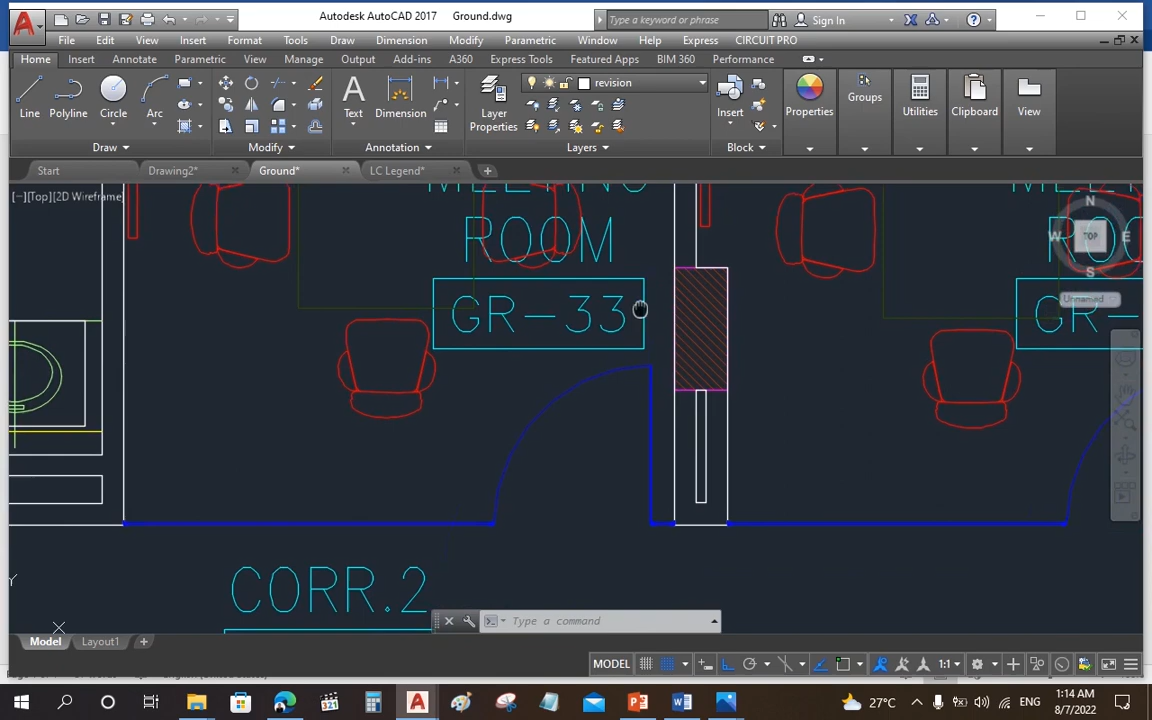 Autodesk AutoCAD 2017 Ground.dwg
Type a keyword or phrase
Sign In
File Edit View Insert Format Tools Draw Dimension Modify Parametric Window Help Express CIRCUIT PRO
Home Insert Annotate Parametric View Manage Output Add-ins A360 Express Tools Featured Apps BIM 360 Performance
revision
Line Polyline Circle Arc
Text Dimension
Layer
Properties
Insert
Properties
Groups
Utilities
Clipboard
View
Draw Modify Annotation Layers Block
Start Drawing2* Ground* LC Legend*
[−][Top][2D Wireframe]
MEETING
ROOM
GR-33
ROO
GR-
N
W TOP E
S
Unnamed
CORR.2
Y
Type a command
Model Layout1
MODEL
1:1
27°C
ENG
1:14 AM
8/7/2022